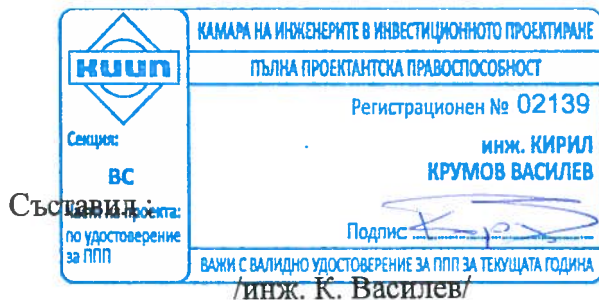 КАМАРА НА ИНЖЕНЕРИТЕ В ИНВЕСТИЦИОННОТО ПРОЕКТИРАНЕ
КИИП
ПЪЛНА ПРОЕКТАНТСКА ПРАВОСПОСОБНОСТ
Регистрационен № 02139
Секция:
ВС
инж. КИРИЛ
КРУМОВ ВАСИЛЕВ
Съставил:
проекта:
по удостоверение
за ППП
Подпис
ВАЖИ С ВАЛИДНО УДОСТОВЕРЕНИЕ ЗА ППП ЗА ТЕКУЩАТА ГОДИНА
/инж. К. Василев/